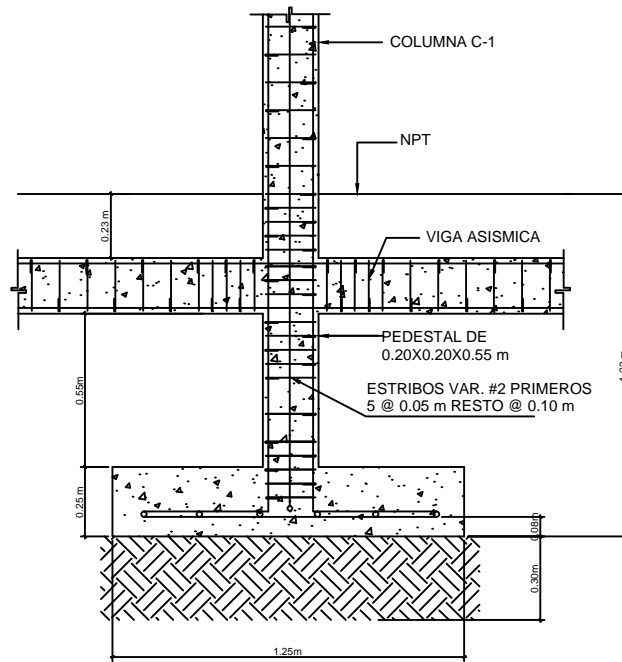 COLUMNA C-1
NPT
0.23 m
VIGA ASISMICA
PEDESTAL DE
0.20X0.20X0.55 m
ESTRIBOS VAR. #2 PRIMEROS
5 @ 0.05 m RESTO @ 0.10 m
0.55m
0.25 m
0.08m
0.30m
1.25m